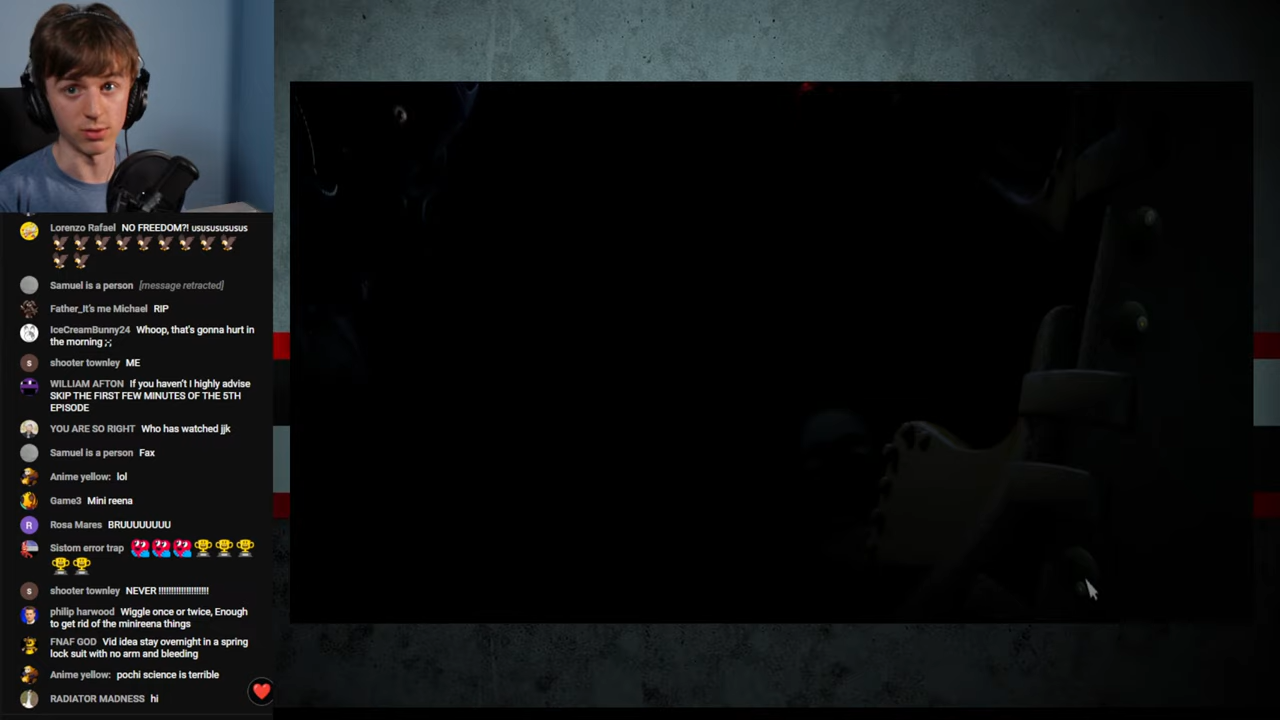 Lorenzo Rafael NO FREEDOM?! ususususususus
Samuel is a person [message retracted]
Father_It's me Michael RIP
IceCreamBunny24 Whoop, that's gonna hurt in
the morning ;-;
S shooter townley ME
WILLIAM AFTON If you haven't I highly advise
SKIP THE FIRST FEW MINUTES OF THE 5TH
EPISODE
YOU ARE SO RIGHT Who has watched jjk
Samuel is a person Fax
Anime yellow: lol
Game3 Mini reena
R Rosa Mares BRUUUUUUUU
Sistom error trap
S shooter townley NEVER !!!!!!!!!!!!!!!!!!!!
philip harwood Wiggle once or twice, Enough
to get rid of the minireena things
FNAF GOD Vid idea stay overnight in a spring
lock suit with no arm and bleeding
Anime yellow: pochi science is terrible
RADIATOR MADNESS hi